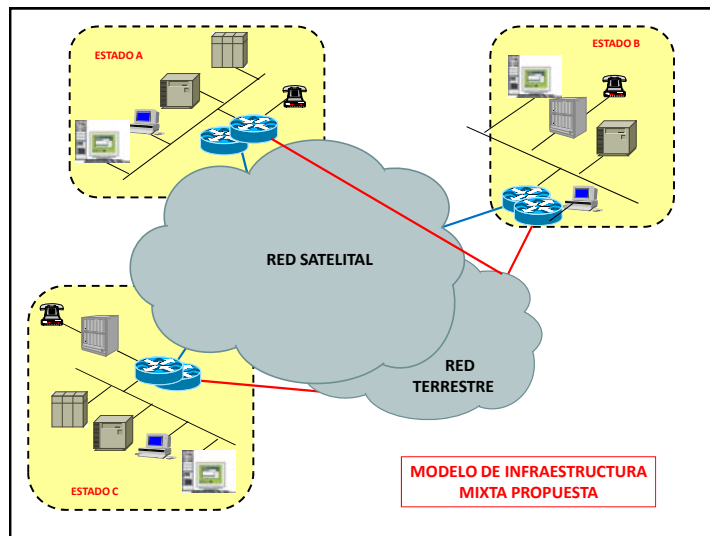 ESTADO A
ESTADO B
RED SATELITAL
RED
TERRESTRE
ESTADO C
MODELO DE INFRAESTRUCTURA
MIXTA PROPUESTA